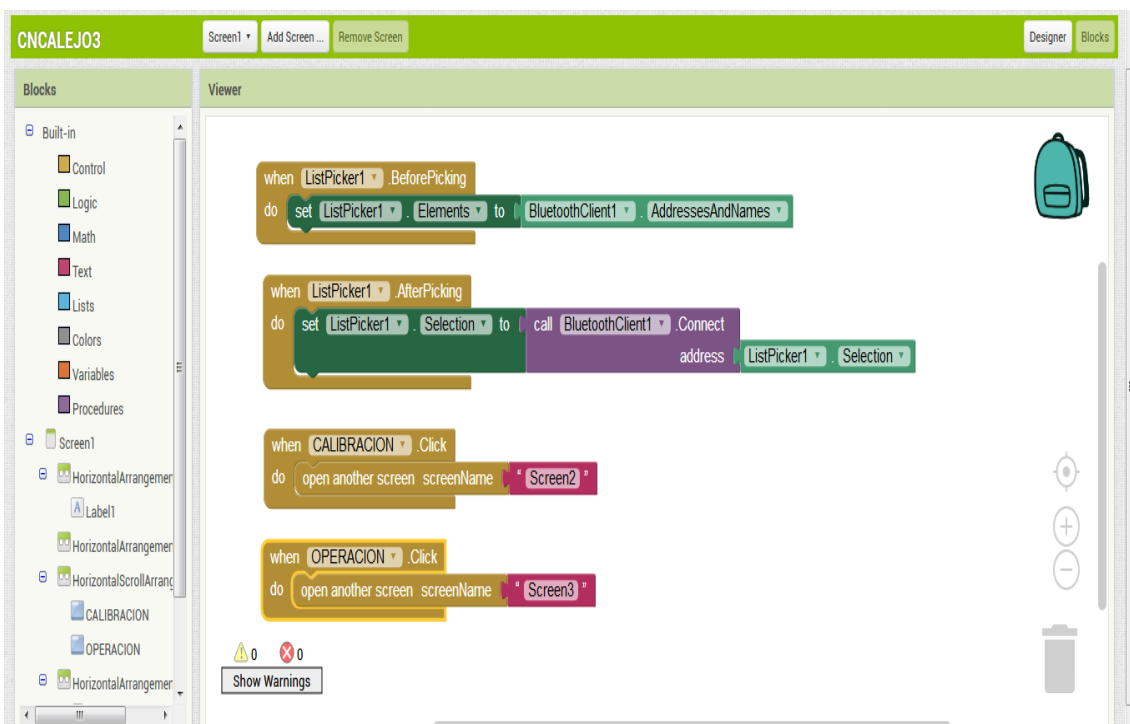 CNCALEJO3 Screen1 Add Screen ... Remove Screen Designer Blocks
Blocks
Built-in
Control
Logic
Math
Text
Lists
Colors
Variables
Procedures
Screen1
HorizontalArrangemen
Label1
HorizontalArrangemen
HorizontalScrollArrang
CALIBRACION
OPERACION
HorizontalArrangemen
Viewer
when ListPicker1 .BeforePicking
do set ListPicker1 . Elements to BluetoothClient1 . AddressesAndNames
when ListPicker1 .AfterPicking
do set ListPicker1 . Selection to call BluetoothClient1 .Connect
address ListPicker1 . Selection
when CALIBRACION .Click
do open another screen screenName " Screen2 "
when OPERACION .Click
do open another screen screenName " Screen3 "
0 0
Show Warnings